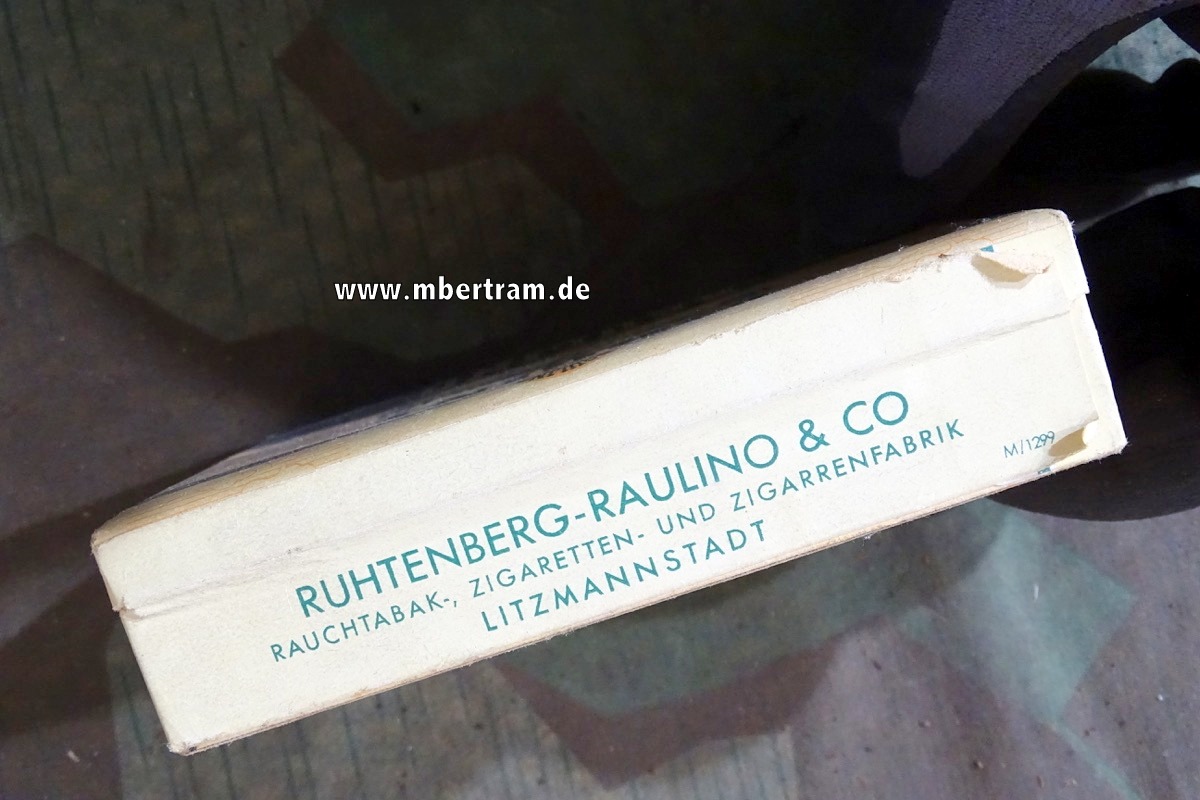 www.mbertram.de
RUHTENBERG-RAULINO & CO
RAUCHTABAK-, ZIGARETTEN- UND ZIGARRENFABRIK
LITZMANNSTADT
M/1299